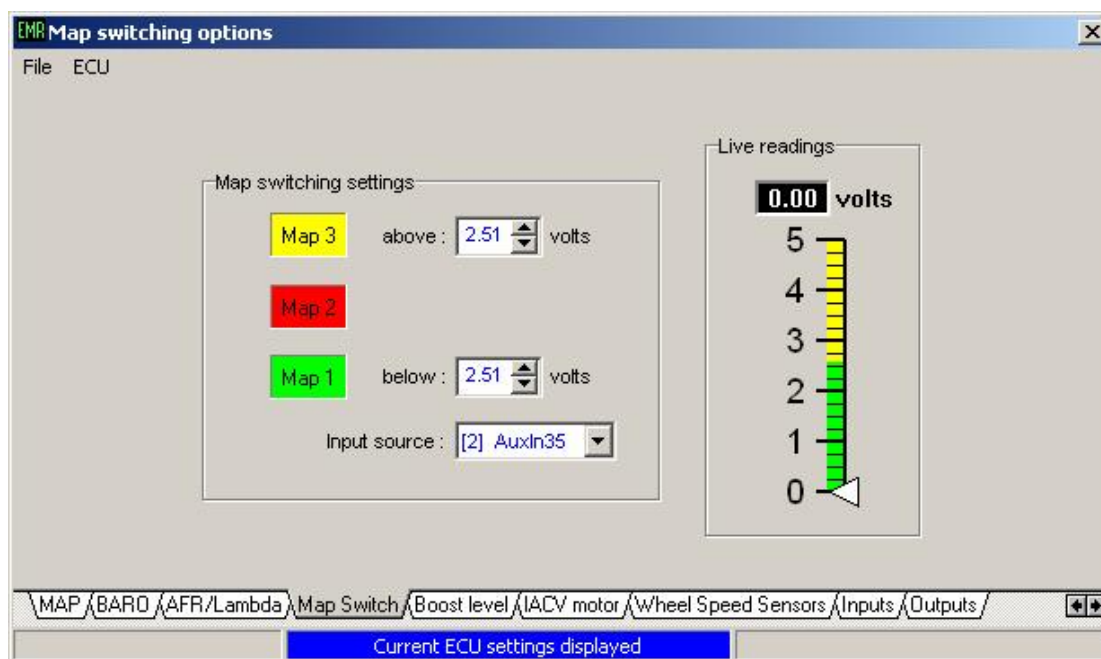 EMR Map switching options
File ECU
Map switching settings
Map 3 above : 2.51 volts
Map 2
Map 1 below : 2.51 volts
Input source : [2] AuxIn35
Live readings
0.00 volts
5
4
3
2
1
0
MAP BARO AFR/Lambda Map Switch Boost level IACV motor Wheel Speed Sensors Inputs Outputs
Current ECU settings displayed